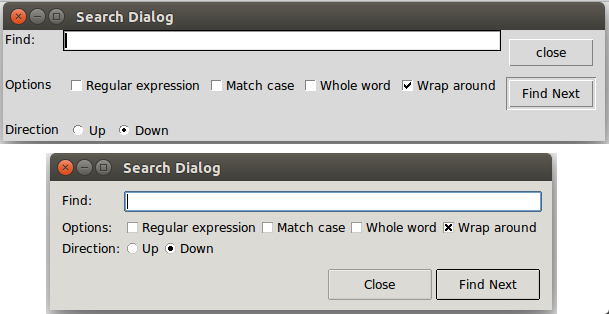 Search Dialog
Find:
close
Options Regular expression Match case Whole word Wrap around
Find Next
Direction Up Down
Search Dialog
Find:
Options: Regular expression Match case Whole word Wrap around
Direction: Up Down
Close Find Next